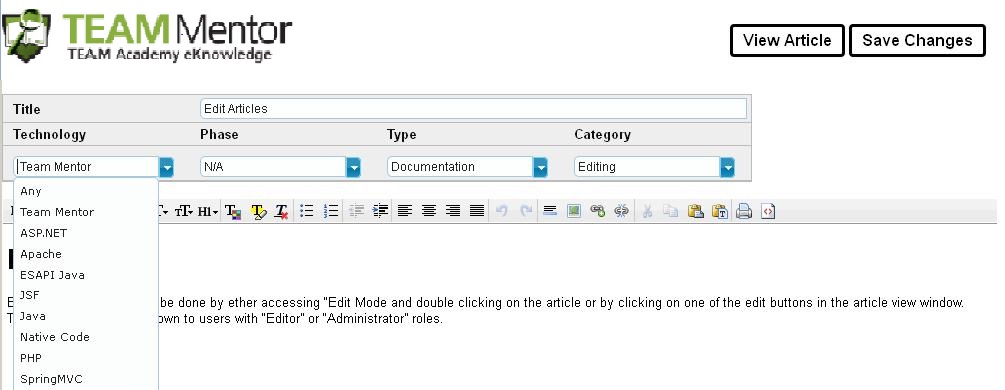 TEAM Mentor
TEAM Academy eKnowledge
View Article
Save Changes
Title
Edit Articles
Technology Phase Type Category
Team Mentor N/A Documentation Editing
Any
Team Mentor
ASP.NET
Apache
ESAPI Java
JSF
Java
Native Code
PHP
SpringMVC
H1
be done by ether accessing "Edit Mode and double clicking on the article or by clicking on one of the edit buttons in the article view window.
own to users with "Editor" or "Administrator" roles.